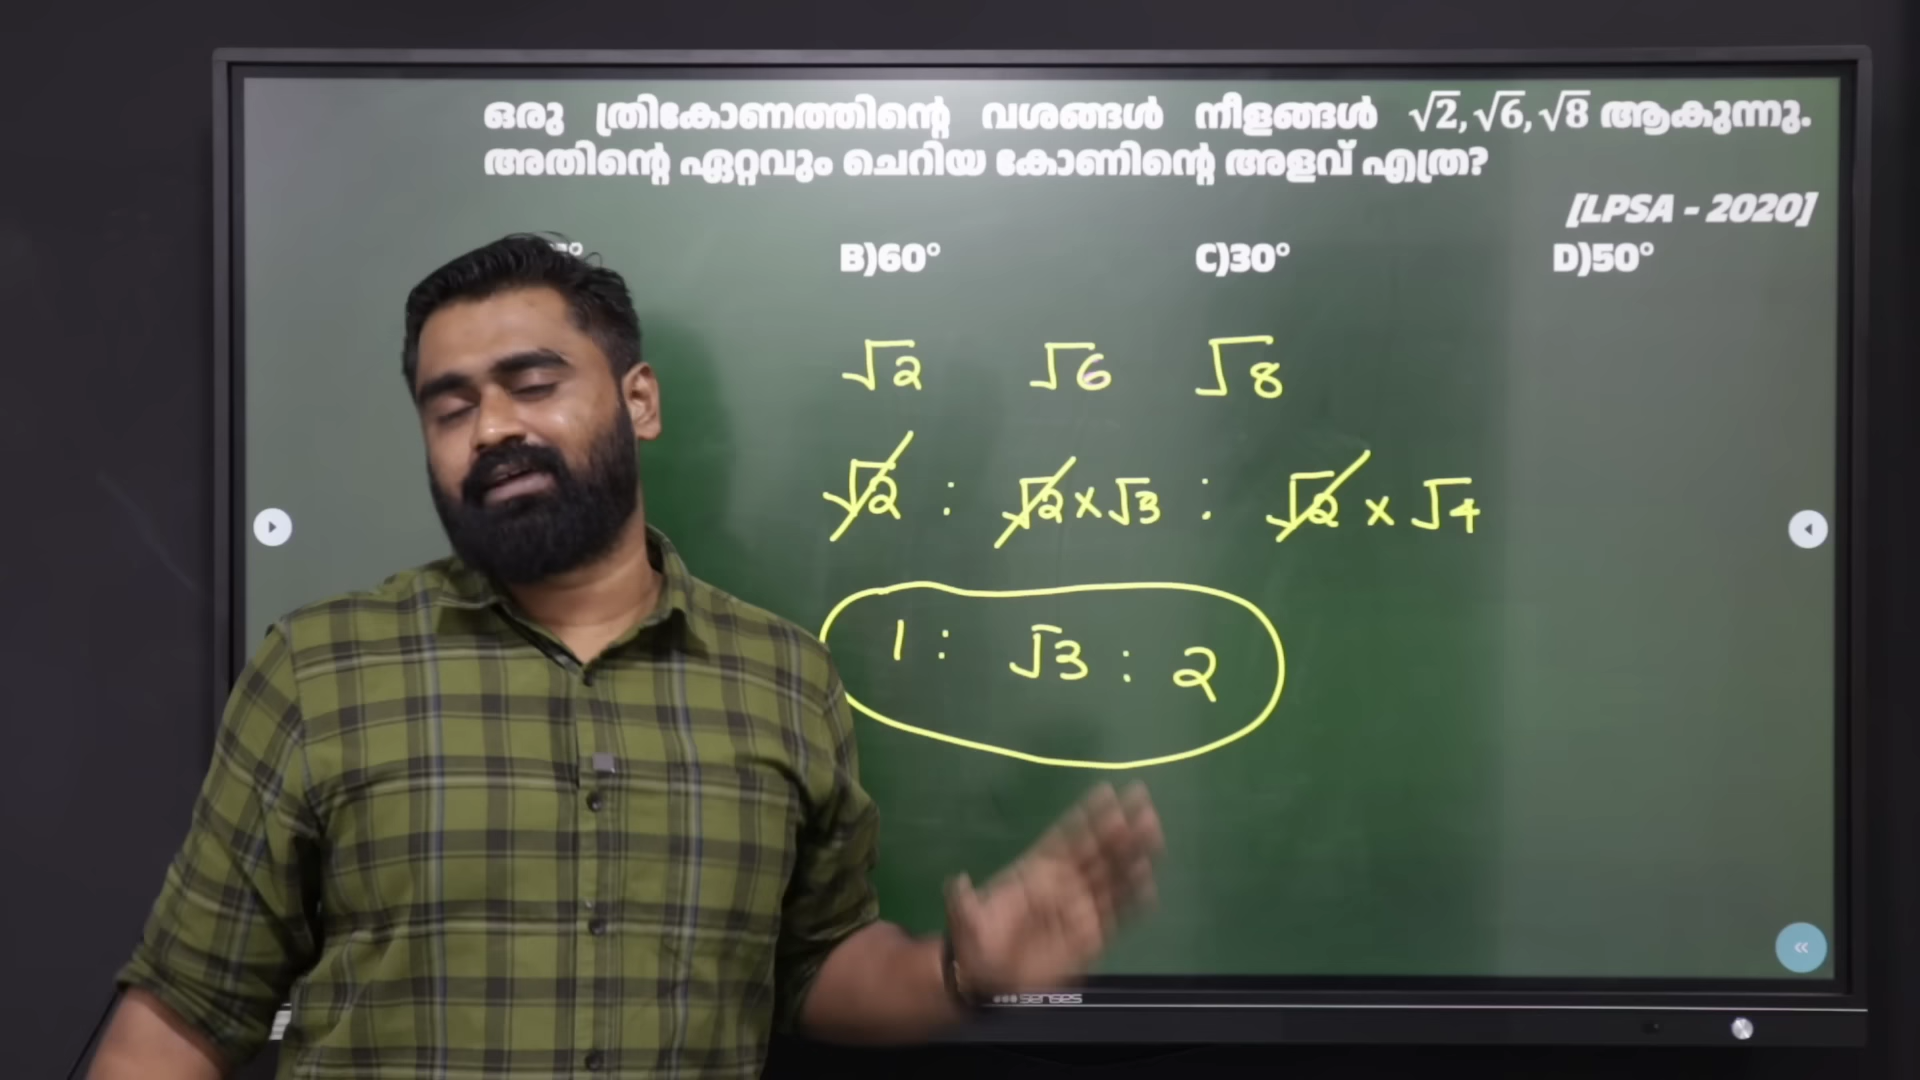 ഒരു ത്രികോണത്തിന്റെ വശങ്ങൾ നീളങ്ങൾ √2, √6, √8 ആകുന്നു.
അതിന്റെ ഏറ്റവും ചെറിയ കോണിന്റെ അളവ് എത്ര?
[LPSA - 2020]
B)60° C)30° D)50°
√2 √6 √8
√2 : √2 × √3 : √2 × √4
1 : √3 : 2
senses